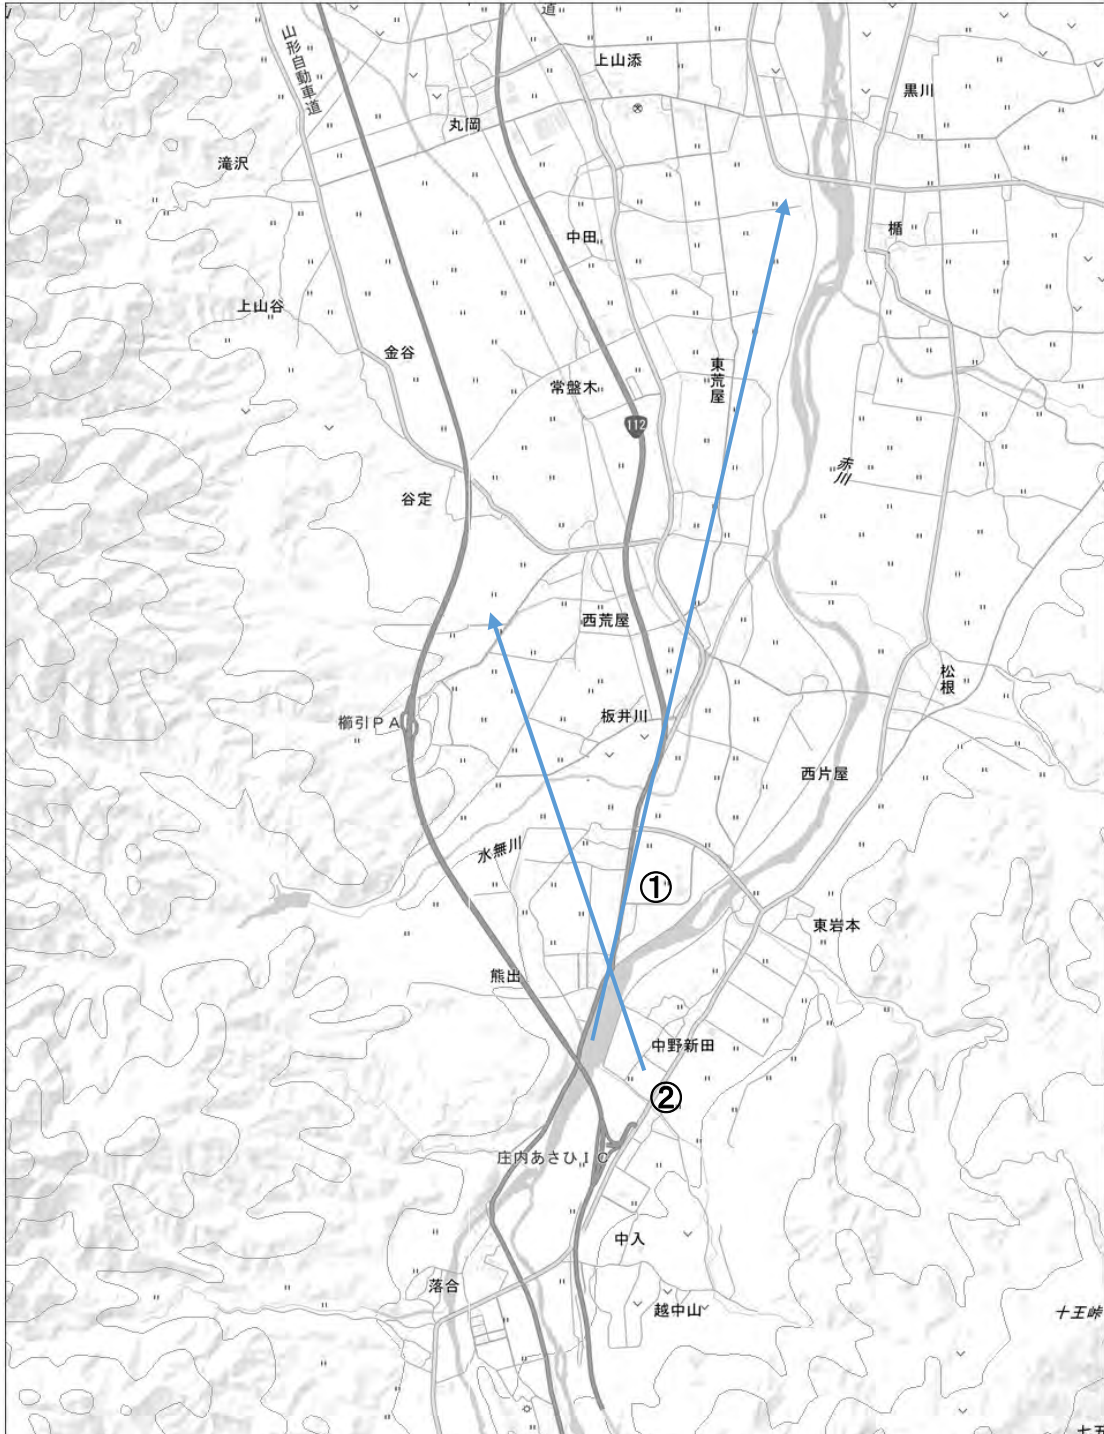 道
上山添
黒川
山形自動車道
丸岡
滝沢
楯
中田
上山谷
金谷
東荒屋
常盤木
112
赤川
谷定
西荒屋
松根
板井川
櫛引PA
西片屋
水無川
①
東岩本
熊出
中野新田
②
庄内あさひIC
中入
落合
越中山
十王峠
七五